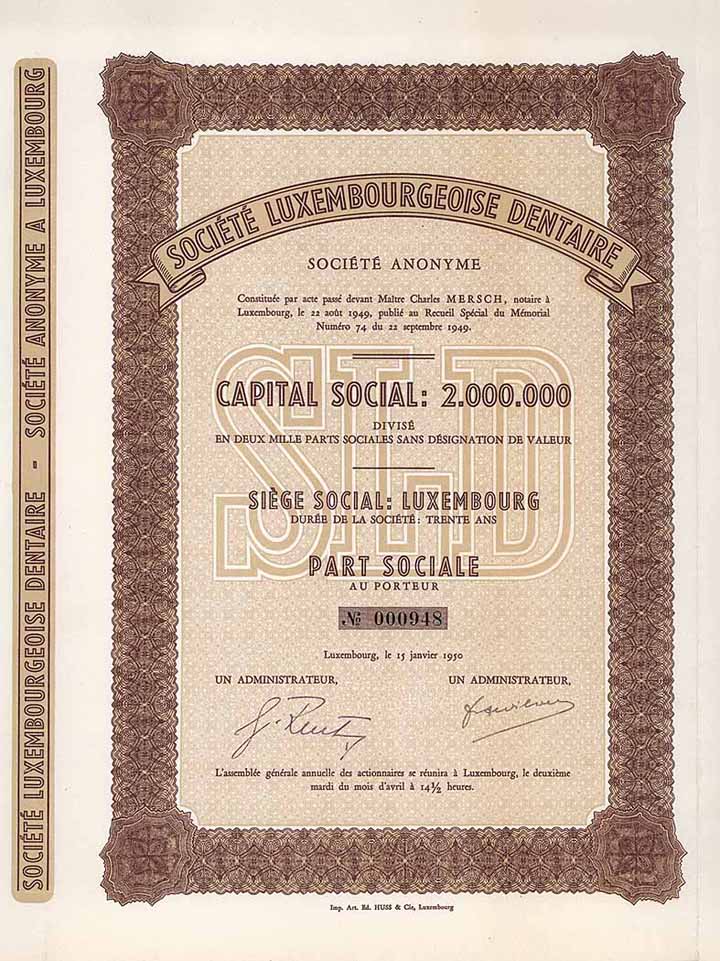 SOCIÉTÉ LUXEMBOURGEOISE DENTAIRE - SOCIÉTÉ ANONYME A LUXEMBOURG
SOCIÉTÉ LUXEMBOURGEOISE DENTAIRE
SOCIÉTÉ ANONYME
Constituée par acte passé devant Maître Charles MERSCH, notaire à
Luxembourg, le 22 août 1949, publié au Recueil Spécial du Mémorial
Numéro 74 du 22 septembre 1949.
SLD
CAPITAL SOCIAL: 2.000.000
DIVISÉ
EN DEUX MILLE PARTS SOCIALES SANS DÉSIGNATION DE VALEUR
SIÈGE SOCIAL: LUXEMBOURG
DURÉE DE LA SOCIÉTÉ: TRENTE ANS
PART SOCIALE
AU PORTEUR
№ 000948
Luxembourg, le 15 janvier 1950
UN ADMINISTRATEUR, UN ADMINISTRATEUR,
L'assemblée générale annuelle des actionnaires se réunira à Luxembourg, le deuxième
mardi du mois d'avril à 14½ heures.
Imp. Art. Ed. HUSS & Cie, Luxembourg